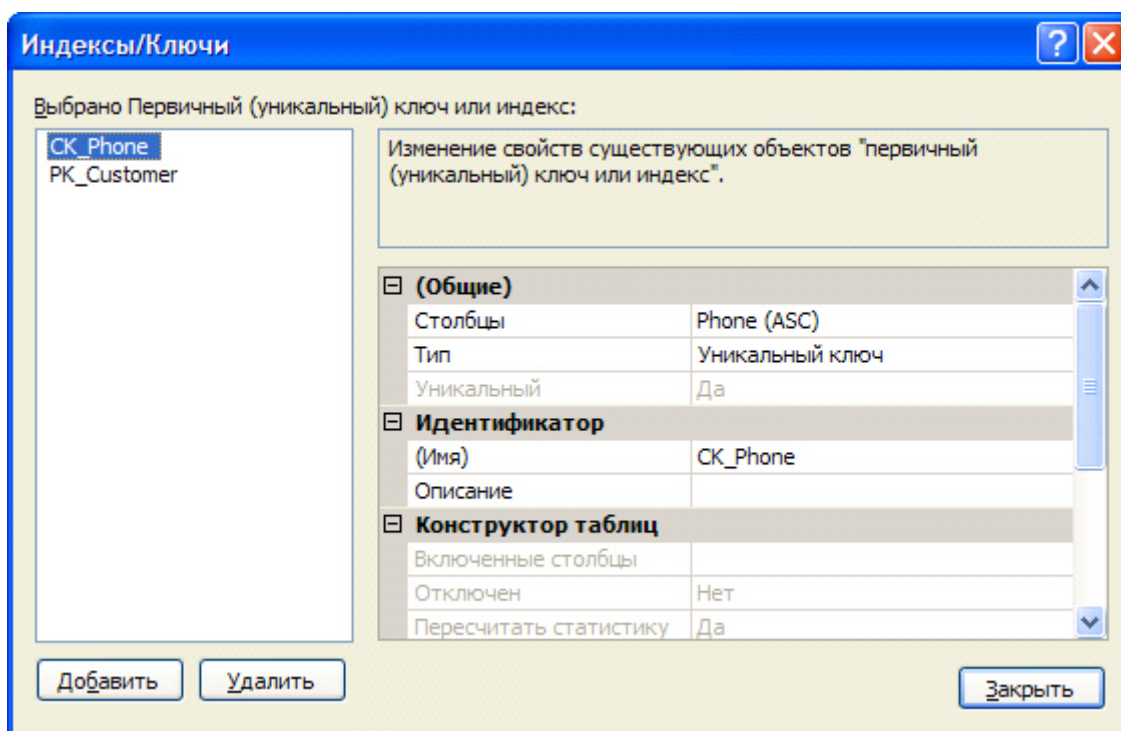 Индексы/Ключи
Выбрано Первичный (уникальный) ключ или индекс:
CK_Phone
PK_Customer
Изменение свойств существующих объектов "первичный
(уникальный) ключ или индекс".
(Общие)
Столбцы Phone (ASC)
Тип Уникальный ключ
Уникальный Да
Идентификатор
(Имя) CK_Phone
Описание
Конструктор таблиц
Включенные столбцы
Отключен Нет
Пересчитать статистику Да
Добавить Удалить Закрыть